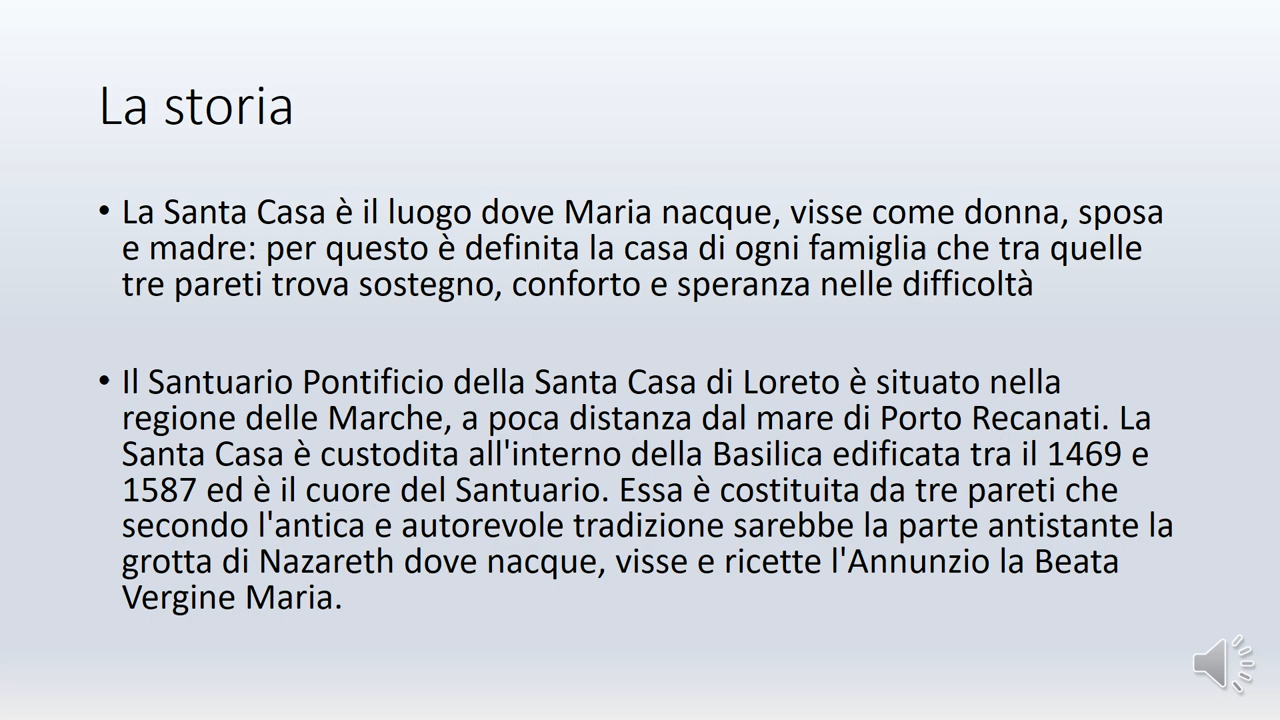 La storia
• La Santa Casa è il luogo dove Maria nacque, visse come donna, sposa
e madre: per questo è definita la casa di ogni famiglia che tra quelle
tre pareti trova sostegno, conforto e speranza nelle difficoltà
• Il Santuario Pontificio della Santa Casa di Loreto è situato nella
regione delle Marche, a poca distanza dal mare di Porto Recanati. La
Santa Casa è custodita all'interno della Basilica edificata tra il 1469 e
1587 ed è il cuore del Santuario. Essa è costituita da tre pareti che
secondo l'antica e autorevole tradizione sarebbe la parte antistante la
grotta di Nazareth dove nacque, visse e ricette l'Annunzio la Beata
Vergine Maria.